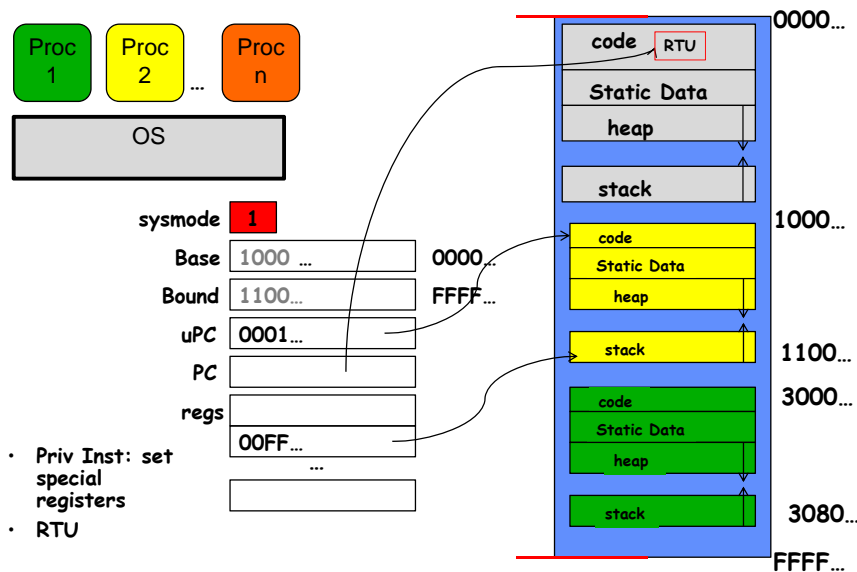 Proc
1
Proc
2
...
Proc
n
OS
sysmode 1
Base 1000 ... 0000...
Bound 1100... FFFF...
uPC 0001...
PC
regs
00FF...
...
• Priv Inst: set
special
registers
• RTU
0000...
code RTU
Static Data
heap
stack
1000...
code
Static Data
heap
stack
1100...
3000...
code
Static Data
heap
stack
3080...
FFFF...